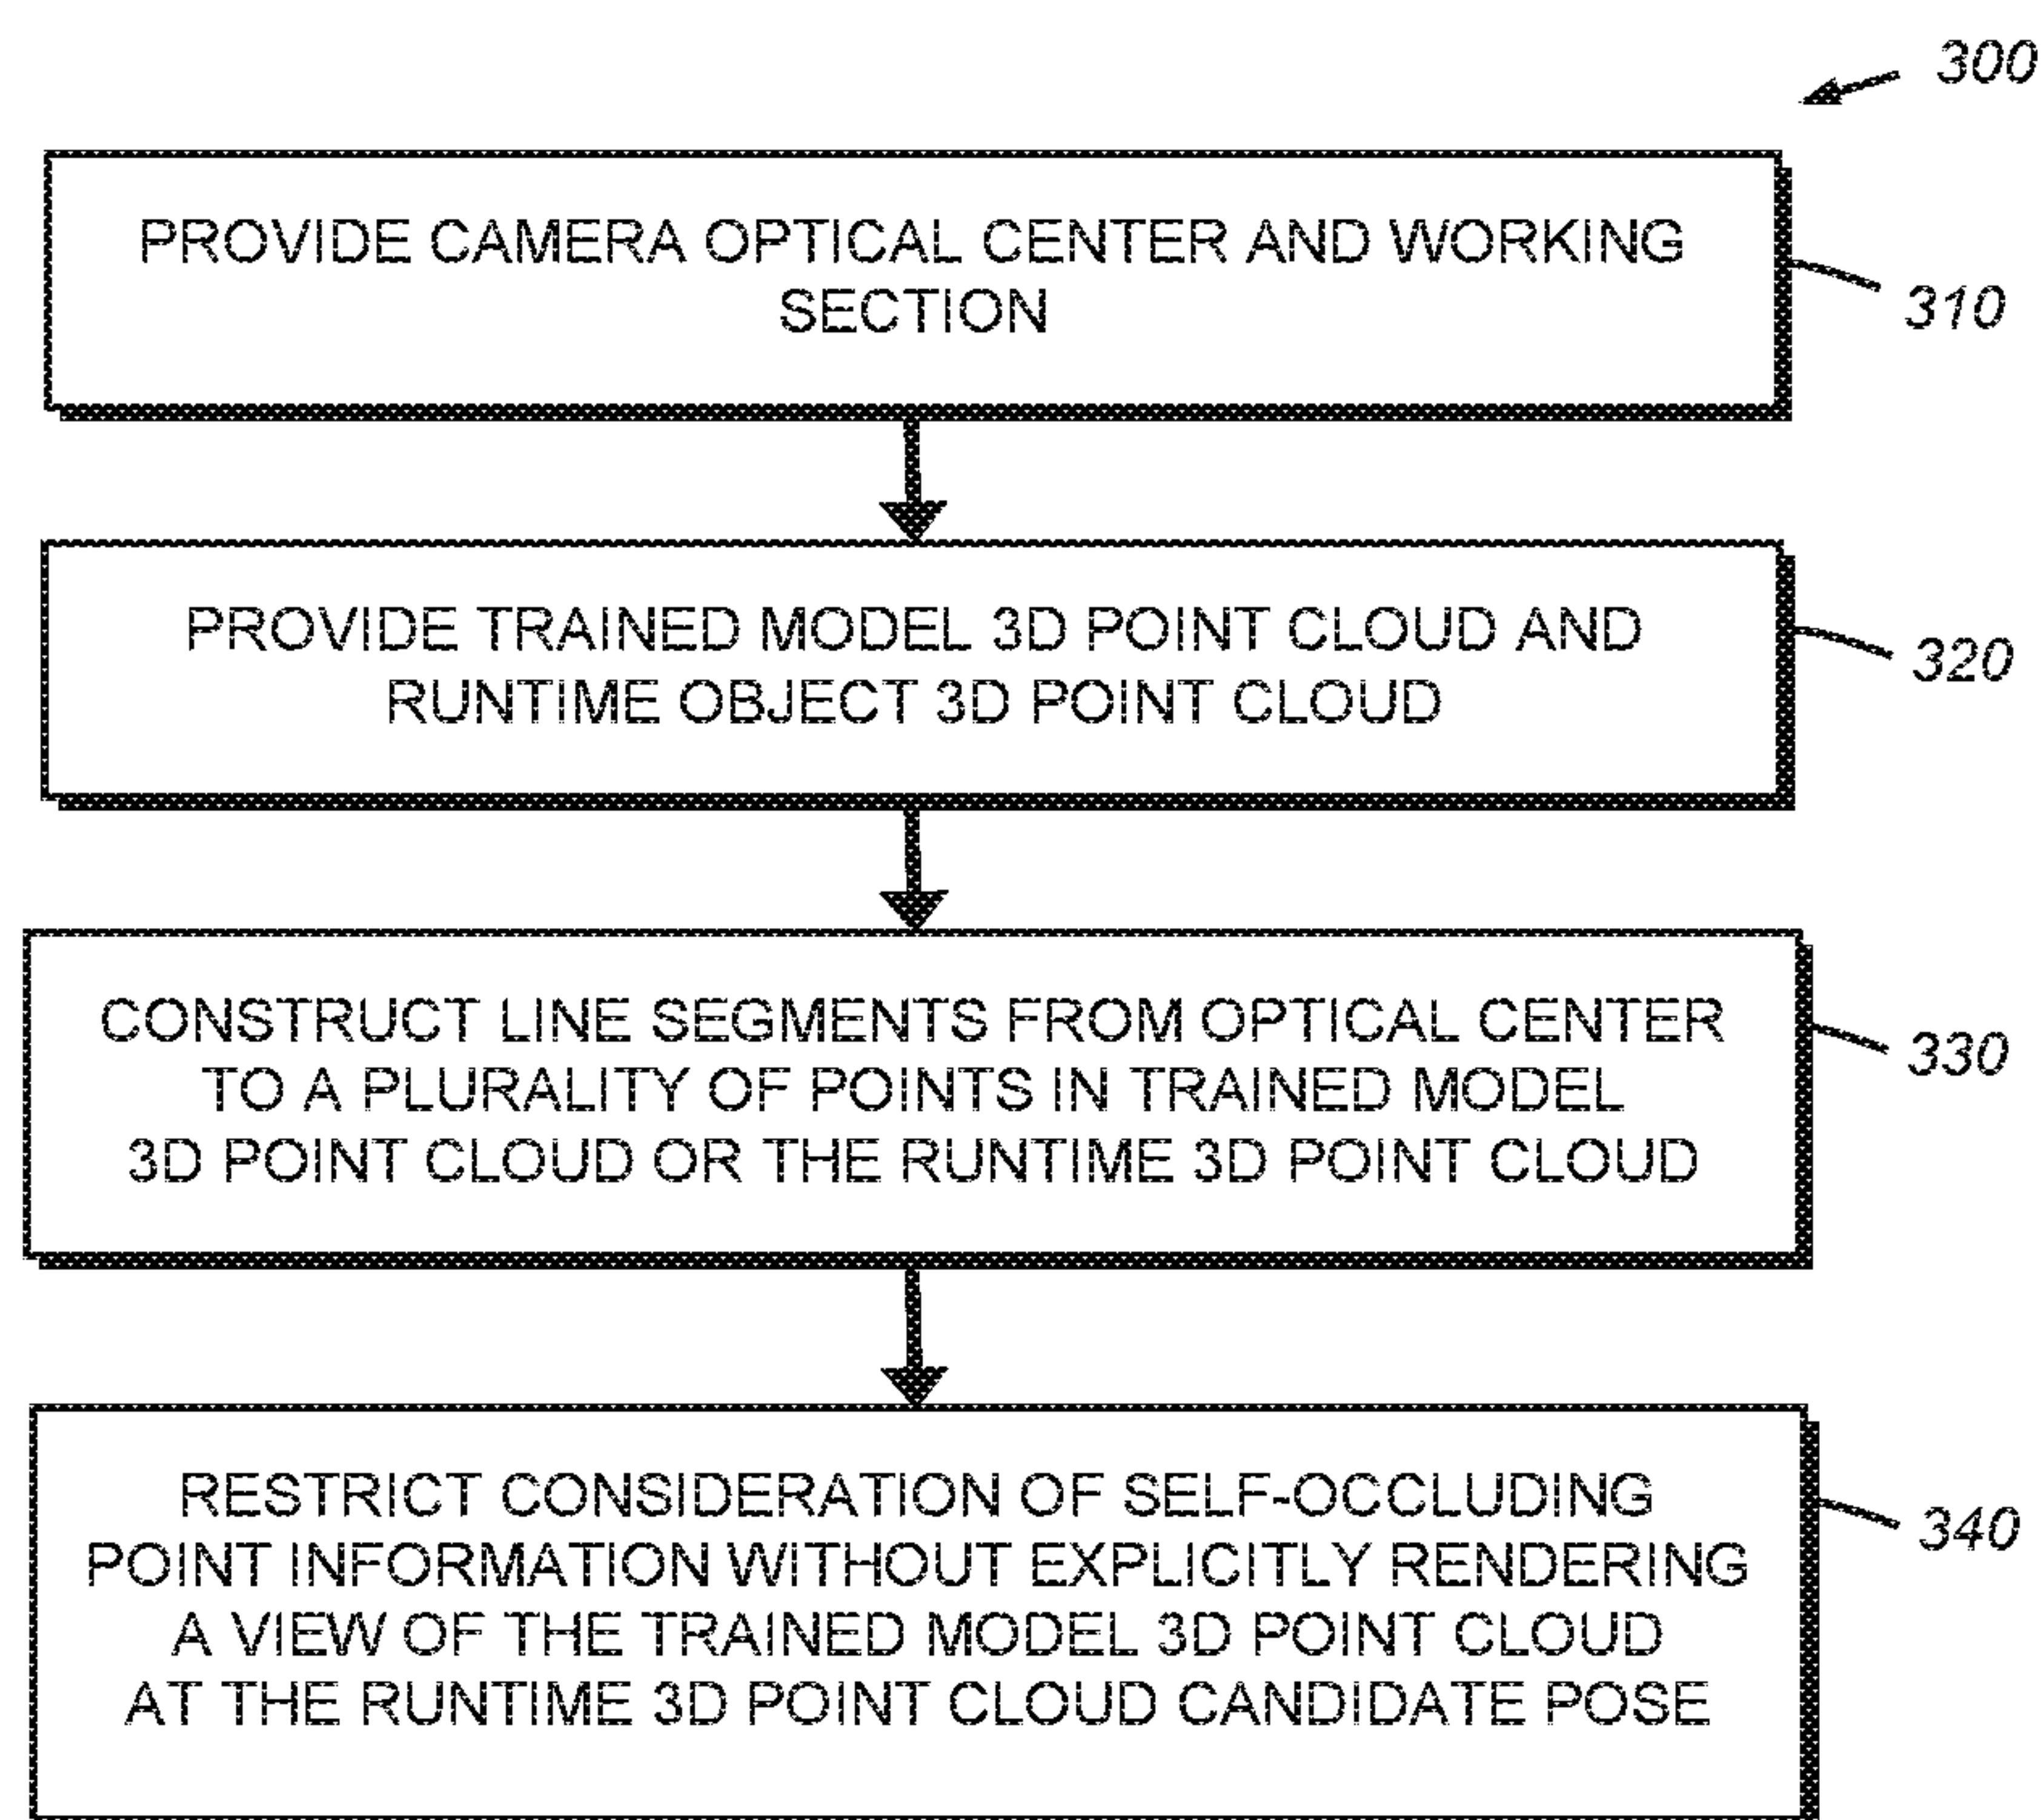 300
PROVIDE CAMERA OPTICAL CENTER AND WORKING
SECTION
310
PROVIDE TRAINED MODEL 3D POINT CLOUD AND
RUNTIME OBJECT 3D POINT CLOUD
320
CONSTRUCT LINE SEGMENTS FROM OPTICAL CENTER
TO A PLURALITY OF POINTS IN TRAINED MODEL
3D POINT CLOUD OR THE RUNTIME 3D POINT CLOUD
330
RESTRICT CONSIDERATION OF SELF-OCCLUDING
POINT INFORMATION WITHOUT EXPLICITLY RENDERING
A VIEW OF THE TRAINED MODEL 3D POINT CLOUD
AT THE RUNTIME 3D POINT CLOUD CANDIDATE POSE
340